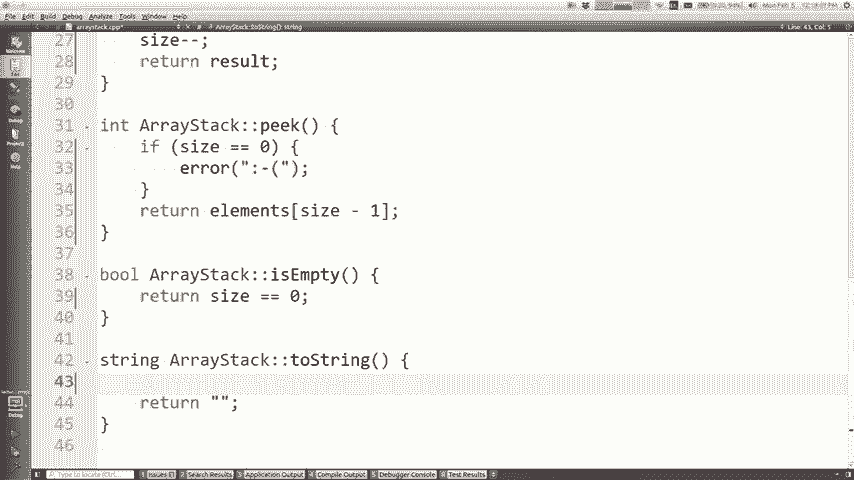 File Edit Build Debug Analyze Tools Window Help
arraystack.cpp* ArrayStack::toString(): string Line: 43, Col: 5
Welcome
Debug
Projects
Help
27 size--;
28 return result;
29 }
30
31 int ArrayStack::peek() {
32 if (size == 0) {
33 error(":-(");
34 }
35 return elements[size - 1];
36 }
37
38 bool ArrayStack::isEmpty() {
39 return size == 0;
40 }
41
42 string ArrayStack::toString() {
43
44 return "";
45 }
46
Debug
Type to locate (Ctrl+K) 1 Issues 2 Search Results 3 Application Output 4 Compile Output 5 Debugger Console 8 Test Results